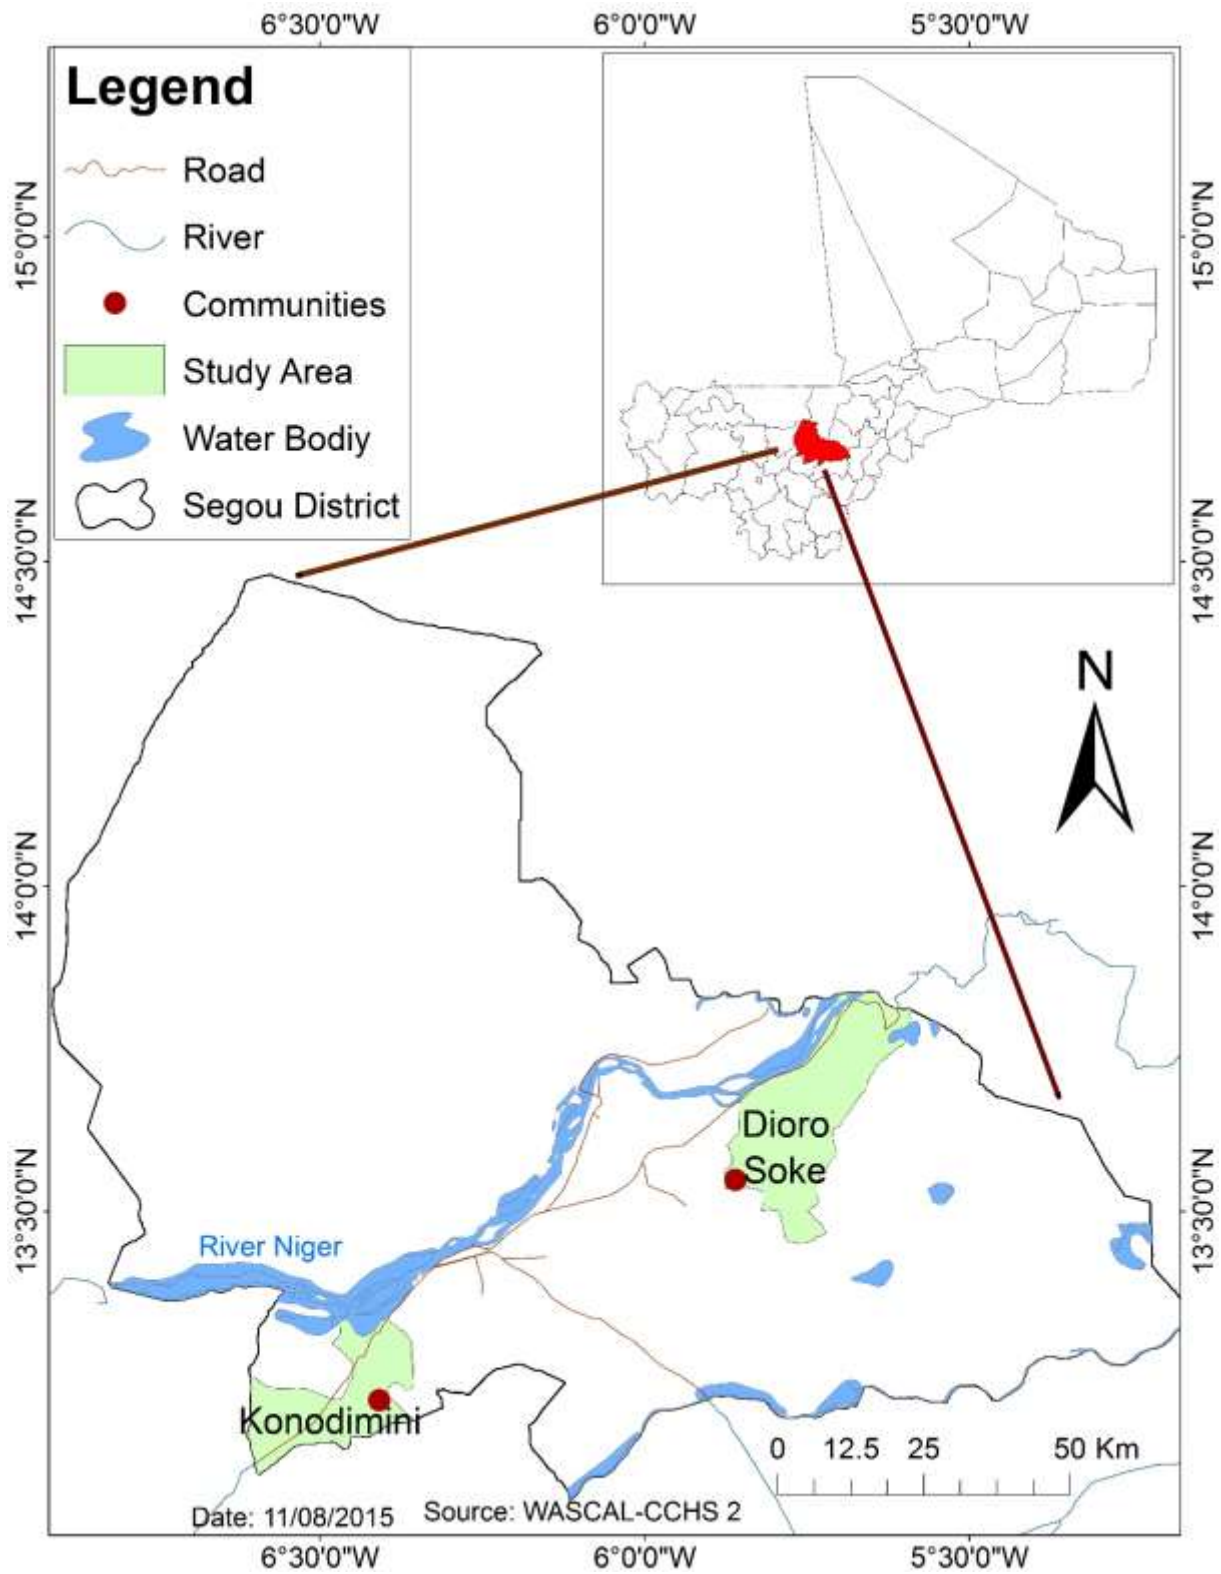 6°30'0"W
6°0'0"W
5°30'0"W
Legend
Road
River
Communities
Study Area
Water Bodiy
Segou District
15°0'0"N
15°0'0"N
14°30'0"N
14°30'0"N
N
14°0'0"N
14°0'0"N
Dioro
Soke
13°30'0"N
13°30'0"N
River Niger
Konodimini
0 12.5 25 50 Km
Date: 11/08/2015 Source: WASCAL-CCHS 2
6°30'0"W
6°0'0"W
5°30'0"W